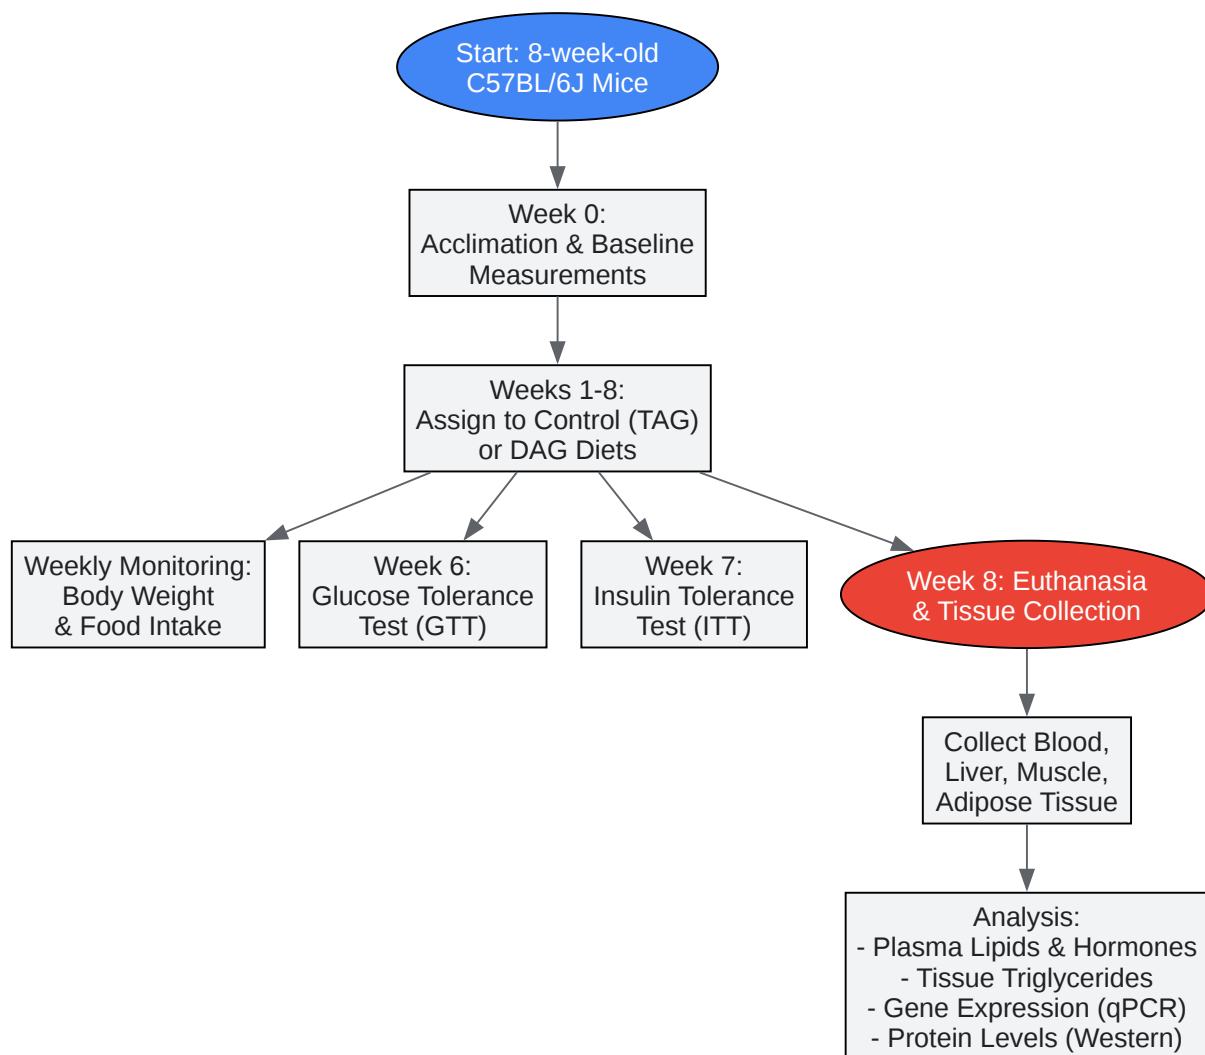 Start: 8-week-old
C57BL/6J Mice
Week 0:
Acclimation & Baseline
Measurements
Weeks 1-8:
Assign to Control (TAG)
or DAG Diets
Weekly Monitoring:
Body Weight
& Food Intake
Week 6:
Glucose Tolerance
Test (GTT)
Week 7:
Insulin Tolerance
Test (ITT)
Week 8: Euthanasia
& Tissue Collection
Collect Blood,
Liver, Muscle,
Adipose Tissue
Analysis:
- Plasma Lipids & Hormones
- Tissue Triglycerides
- Gene Expression (qPCR)
- Protein Levels (Western)